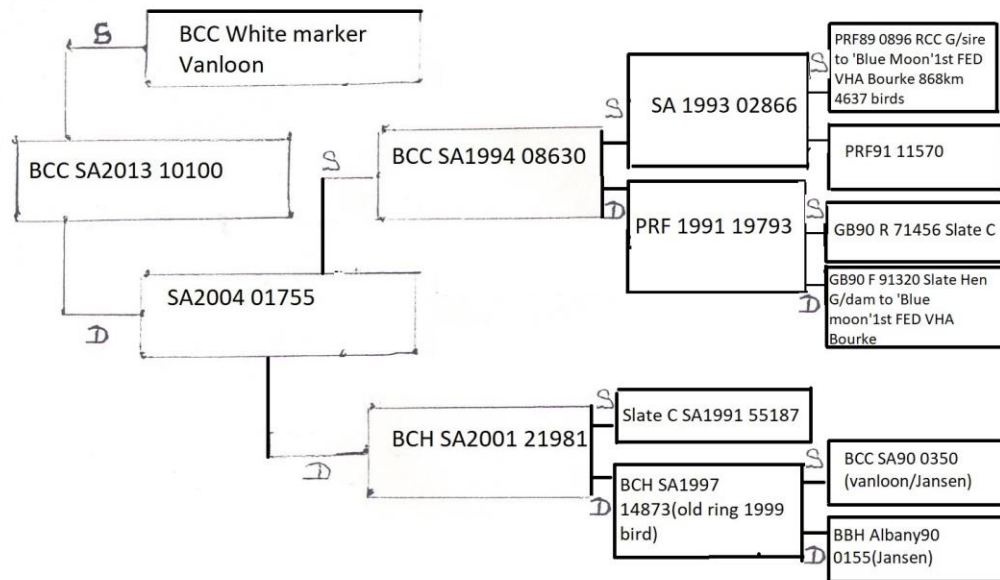 S
BCC White marker
Vanloon
BCC SA2013 10100
D
SA2004 01755
S
BCC SA1994 08630
S
SA 1993 02866
S
PRF89 0896 RCC G/sire
to 'Blue Moon'1st FED
VHA Bourke 868km
4637 birds
PRF91 11570
D
PRF 1991 19793
S
GB90 R 71456 Slate C
D
GB90 F 91320 Slate Hen
G/dam to 'Blue
moon'1st FED VHA
Bourke
D
BCH SA2001 21981
S
Slate C SA1991 55187
D
BCH SA1997
14873(old ring 1999
bird)
S
BCC SA90 0350
(vanloon/Jansen)
D
BBH Albany90
0155(Jansen)